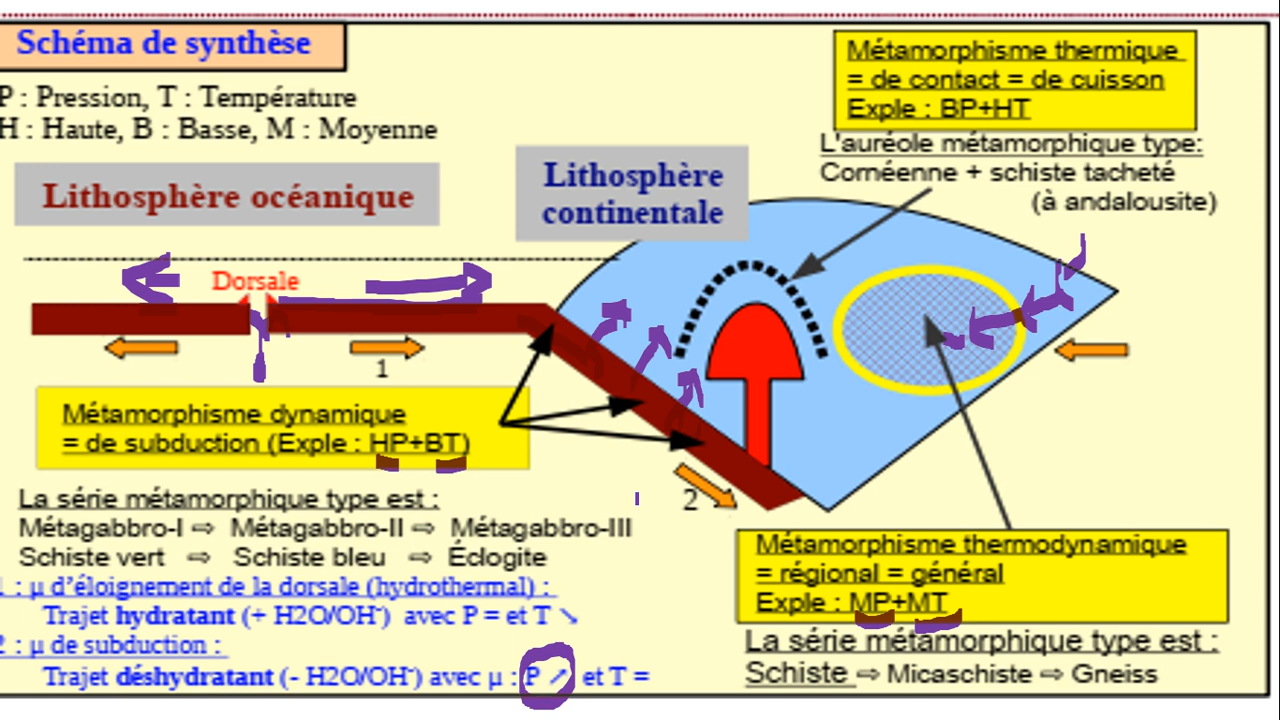 Schéma de synthèse
P : Pression, T : Température
H : Haute, B : Basse, M : Moyenne
Lithosphère océanique
Lithosphère
continentale
Métamorphisme thermique
= de contact = de cuisson
Exple : BP+HT
L'auréole métamorphique type:
Cornéenne + schiste tacheté
(à andalousite)
Dorsale
1
Métamorphisme dynamique
= de subduction (Exple : HP+BT)
2
La série métamorphique type est :
Métagabbro-I ⇨ Métagabbro-II ⇨ Métagabbro-III
Schiste vert ⇨ Schiste bleu ⇨ Éclogite
1 : μ d'éloignement de la dorsale (hydrothermal) :
Trajet hydratant (+ H2O/OH⁻) avec P = et T ↘
2 : μ de subduction :
Trajet déshydratant (- H2O/OH⁻) avec μ : P ↗ et T =
Métamorphisme thermodynamique
= régional = général
Exple : MP+MT
La série métamorphique type est :
Schiste ⇨ Micaschiste ⇨ Gneiss